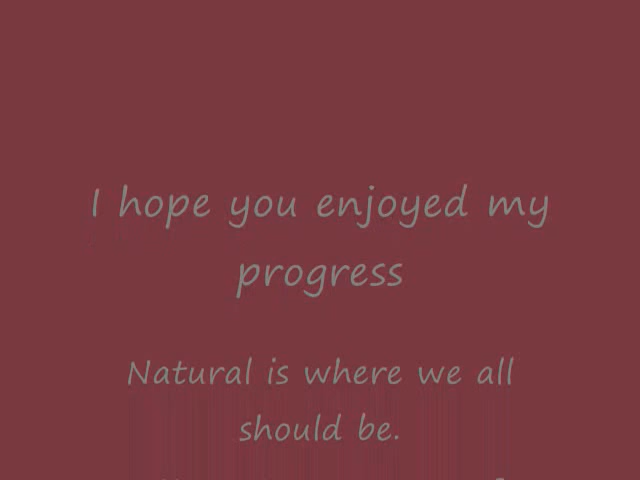 I hope you enjoyed my
progress
Natural is where we all
should be.